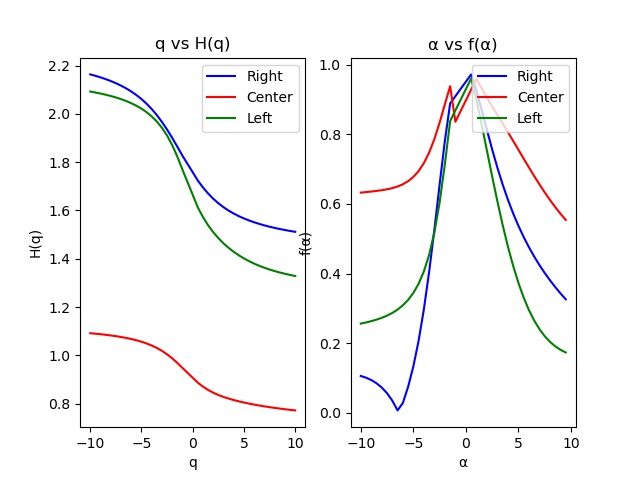 q vs H(q)
H(q)
2.2
2.0
1.8
1.6
1.4
1.2
1.0
0.8
−10
−5
0
5
10
q
Right
Center
Left
α vs f(α)
f(α)
1.0
0.8
0.6
0.4
0.2
0.0
−10
−5
0
5
10
α
Right
Center
Left